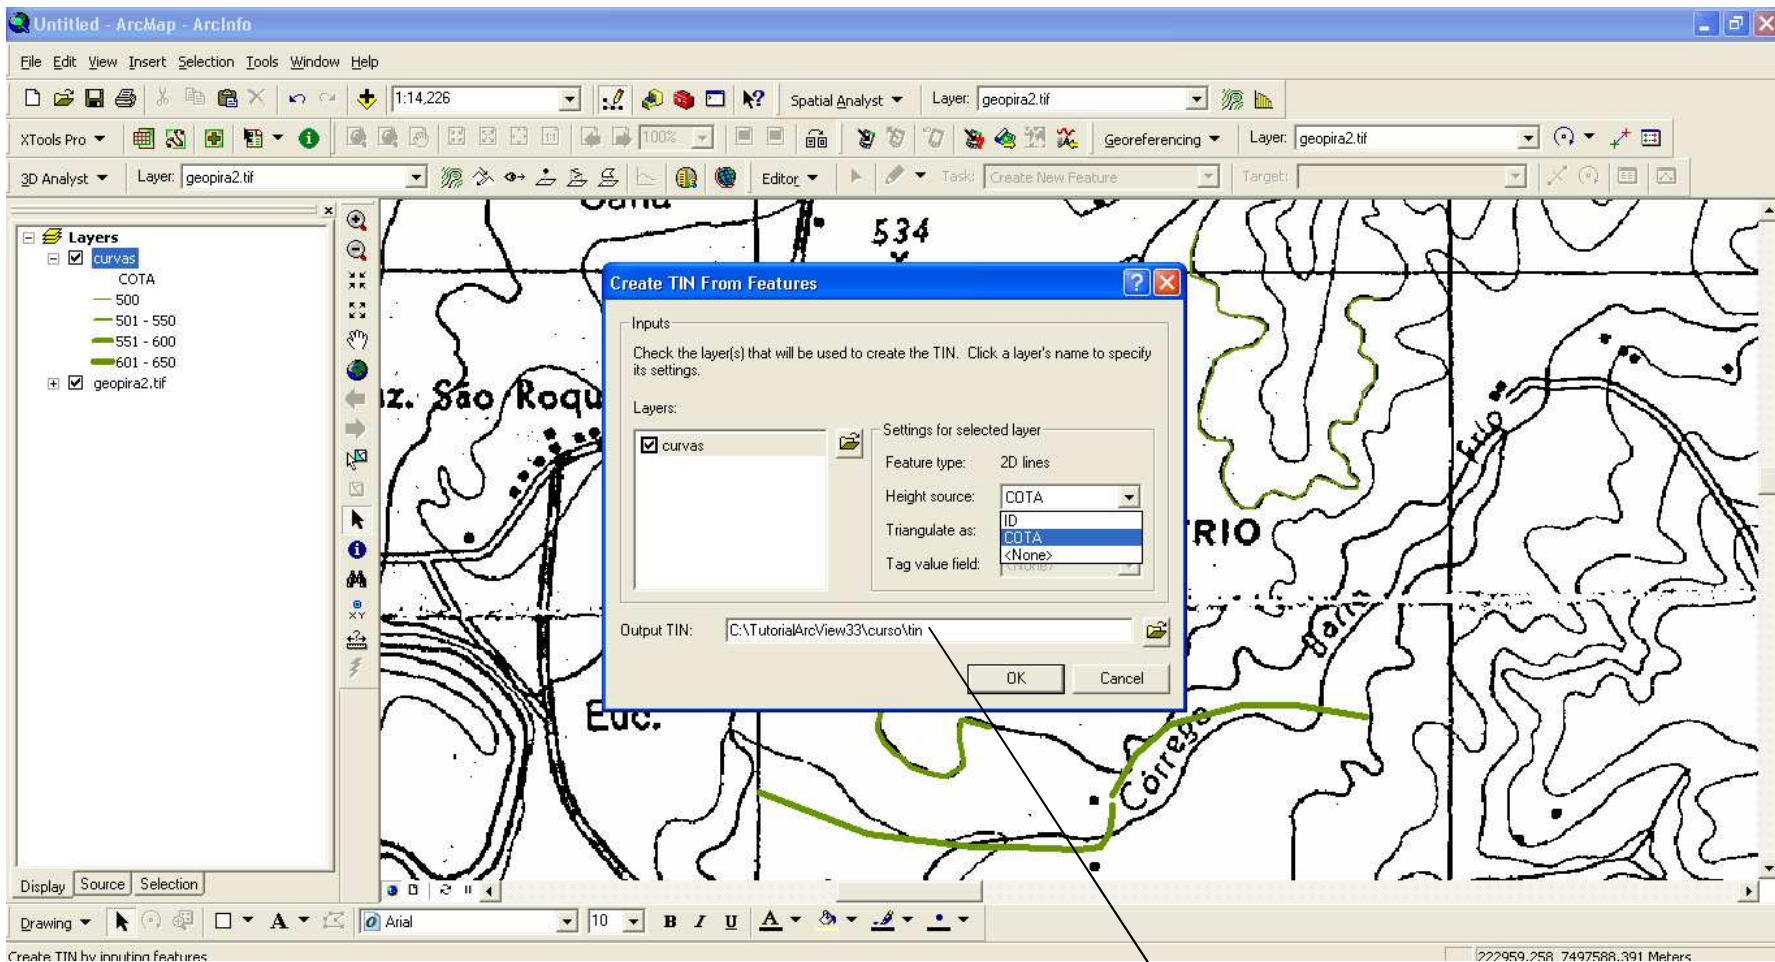 Untitled - ArcMap - ArcInfo
File Edit View Insert Selection Tools Window Help
1:14,226
Spatial Analyst
Layer: geopira2.tif
XTools Pro
100%
Georeferencing
Layer: geopira2.tif
3D Analyst
Layer: geopira2.tif
Editor
Task: Create New Feature
Target:
Layers
curvas
COTA
500
501 - 550
551 - 600
601 - 650
geopira2.tif
Display Source Selection
534
z. São Roqu
RIO
Frio
Barro
Córrego
Euc.
Create TIN From Features
Inputs
Check the layer(s) that will be used to create the TIN. Click a layer's name to specify
its settings.
Layers:
curvas
Settings for selected layer
Feature type: 2D lines
Height source: COTA
ID
COTA
<None>
Triangulate as:
Tag value field: <None>
Output TIN: C:\TutorialArcView33\curso\tin
OK Cancel
Drawing
A
Arial
10
B I U A
Create TIN by inputing features
222959.258 7497588.391 Meters